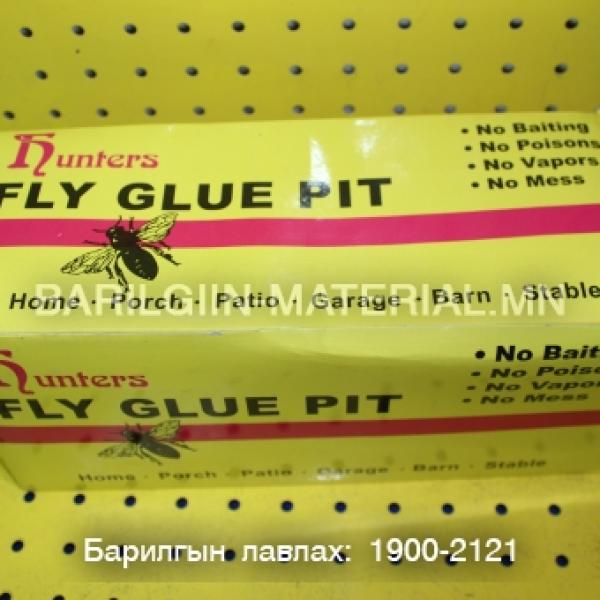 Hunters
FLY GLUE PIT
• No Baiting
• No Poisons
• No Vapors
• No Mess
BARILGIIN MATERIAL.MN
Home · Porch · Patio · Garage · Barn · Stable
Hunters
FLY GLUE PIT
• No Bait
• No Poiso
• No Vapor
• No Mess
Home · Porch · Patio · Garage · Barn · Stable
Барилгын лавлах: 1900-2121